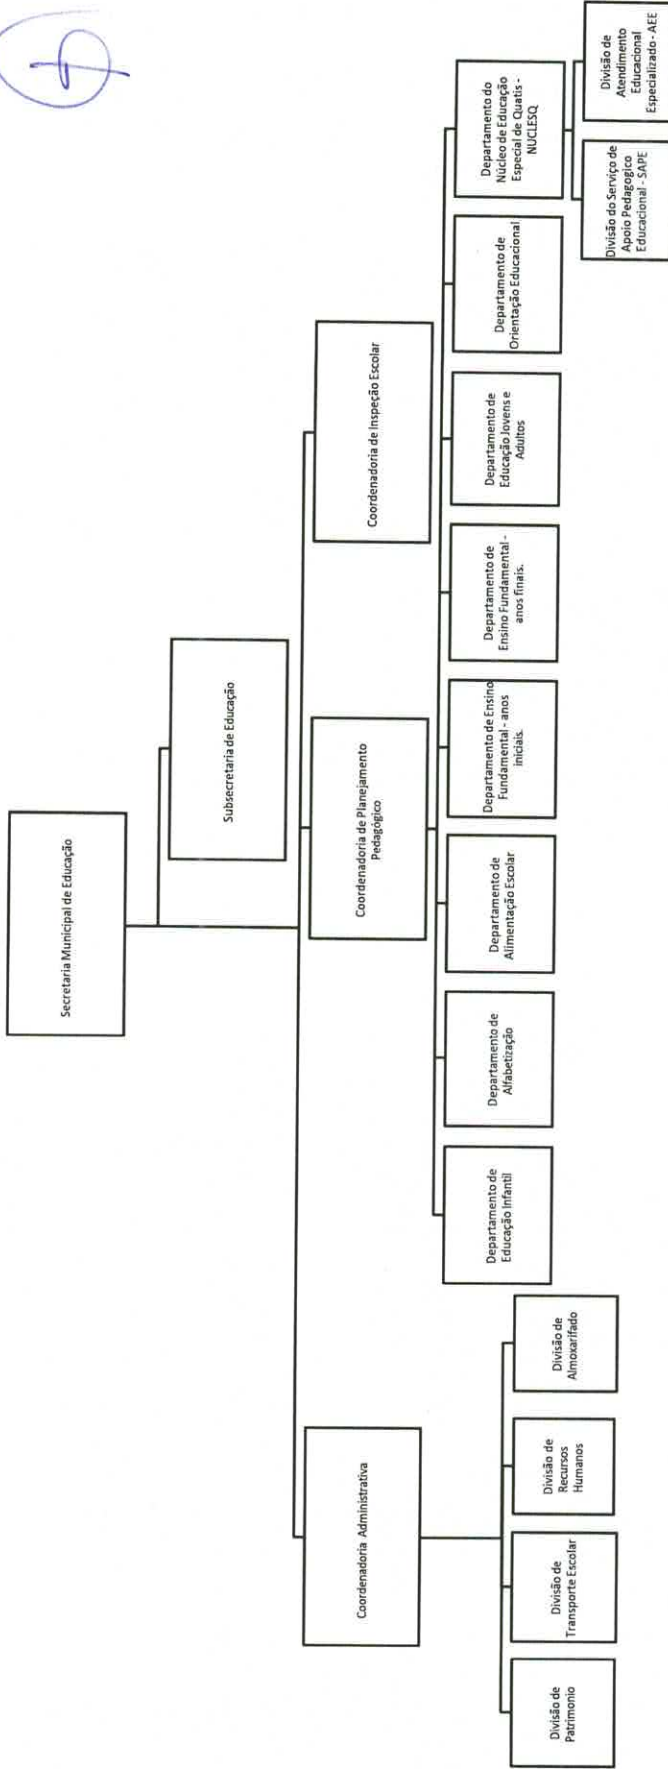 Secretaria Municipal de Educação
Subsecretaria de Educação
Coordenadoria Administrativa
Coordenadoria de Planejamento
Pedagógico
Coordenadoria de Inspeção Escolar
Divisão de
Patrimonio
Divisão de
Transporte Escolar
Divisão de
Recursos
Humanos
Divisão de
Almoxarifado
Departamento de
Educação Infantil
Departamento de
Alfabetização
Departamento de
Alimentação Escolar
Departamento de Ensino
Fundamental - anos
iniciais.
Departamento de
Ensino Fundamental -
anos finais.
Departamento de
Educação Jovens e
Adultos
Departamento de
Orientação Educacional
Departamento do
Núcleo de Educação
Especial de Quatis -
NUCLESQ
Divisão do Serviço de
Apoio Pedagogico
Educacional - SAPE
Divisão de
Atendimento
Educacional
Especializado - AEE